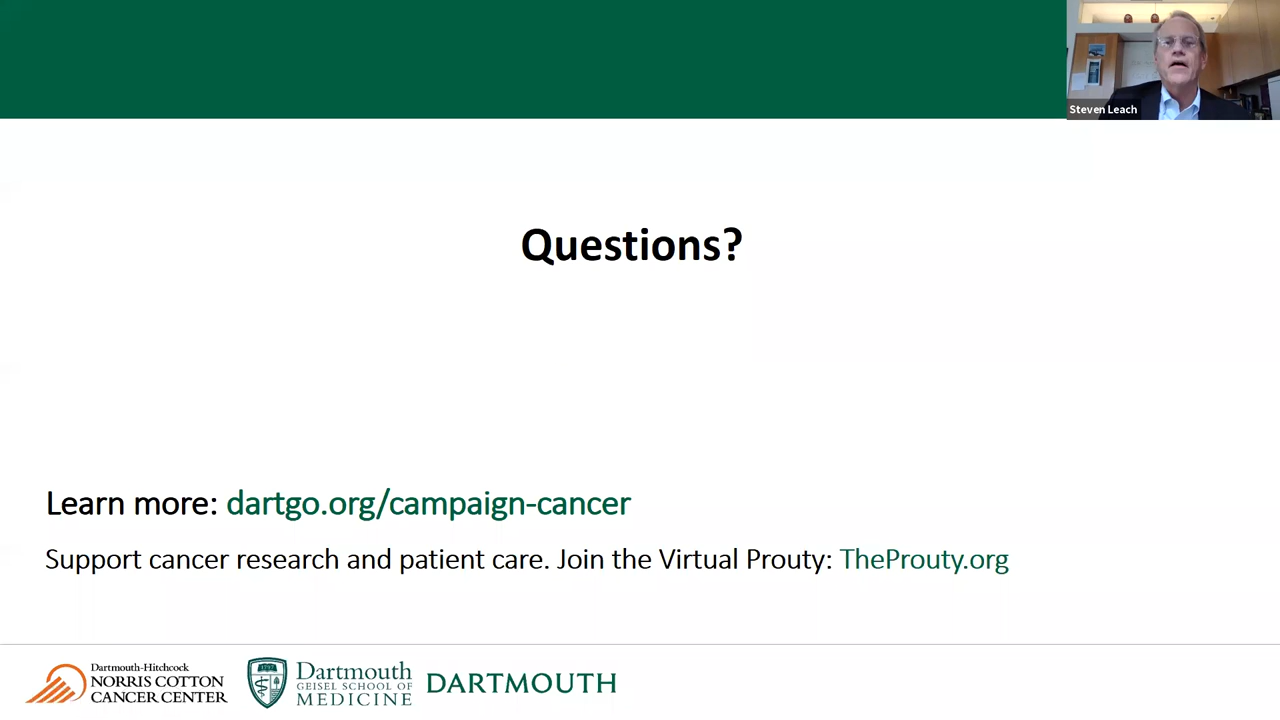 Steven Leach
Questions?
Learn more: dartgo.org/campaign-cancer
Support cancer research and patient care. Join the Virtual Prouty: TheProuty.org
Dartmouth-Hitchcock
NORRIS COTTON
CANCER CENTER
Dartmouth
GEISEL SCHOOL OF
MEDICINE
DARTMOUTH